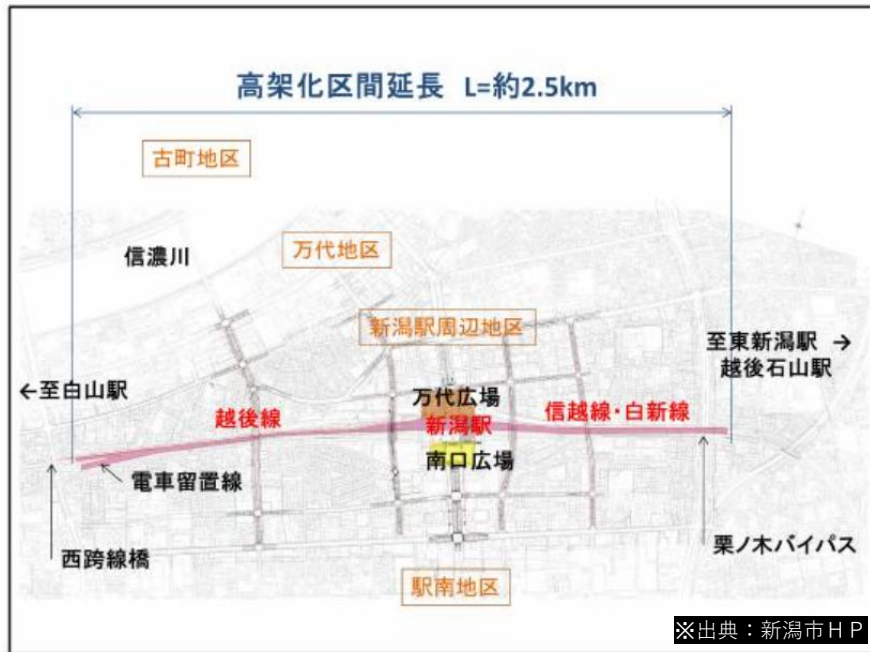 高架化区間延長 L=約2.5km
古町地区
信濃川
万代地区
新潟駅周辺地区
至東新潟駅 →
越後石山駅
←至白山駅
万代広場
越後線
新潟駅
信越線・白新線
南口広場
電車留置線
西跨線橋
栗ノ木バイパス
駅南地区
※出典：新潟市ＨＰ